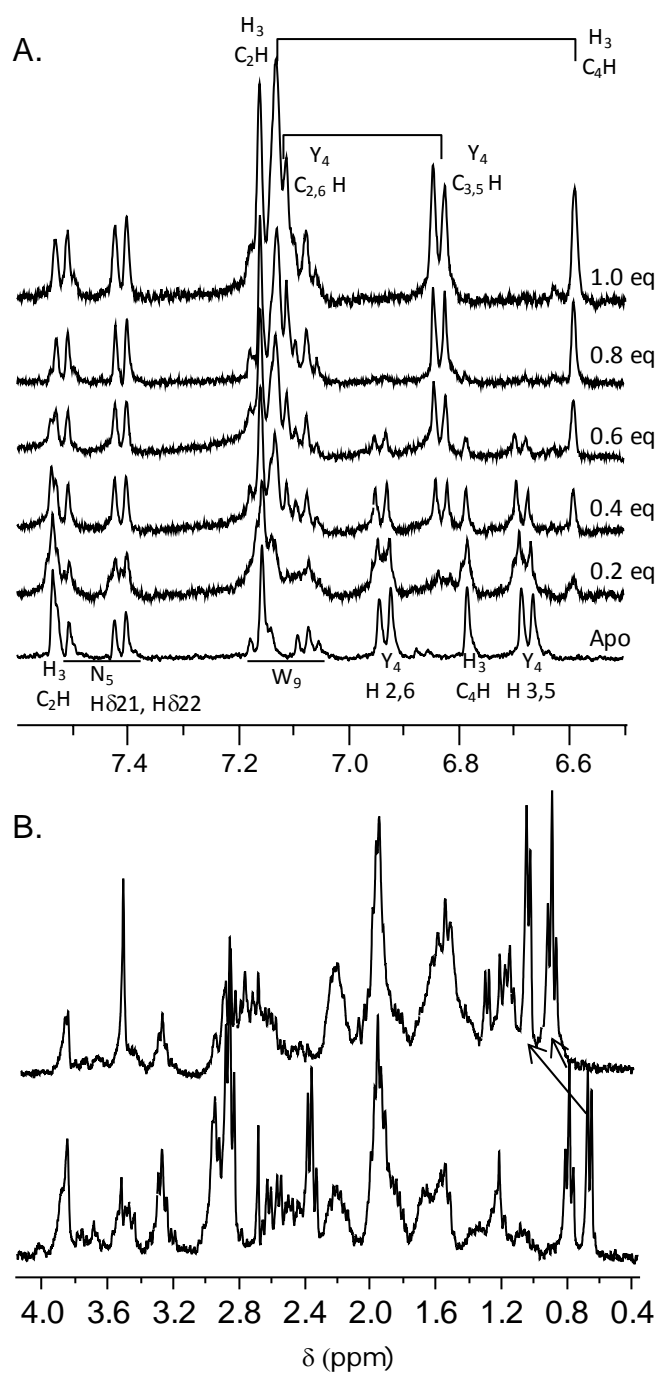 A.
H₃
C₂H
H₃
C₄H
Y₄
C₂,₆ H
Y₄
C₃,₅ H
1.0 eq
0.8 eq
0.6 eq
0.4 eq
0.2 eq
Apo
H₃
C₂H
N₅
Hδ21, Hδ22
W₉
Y₄
H 2,6
H₃
C₄H
Y₄
H 3,5
7.4 7.2 7.0 6.8 6.6
B.
4.0 3.6 3.2 2.8 2.4 2.0 1.6 1.2 0.8 0.4
δ (ppm)